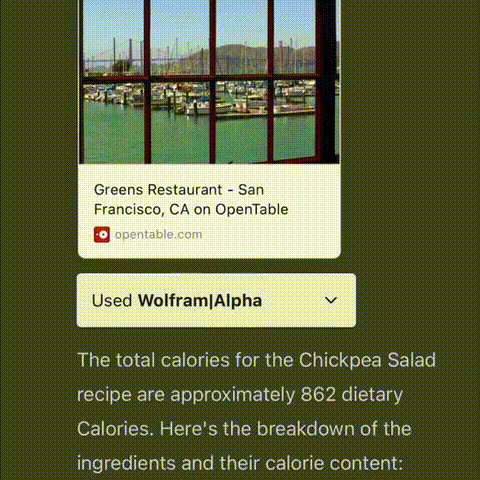 Greens Restaurant - San
Francisco, CA on OpenTable
opentable.com
Used Wolfram|Alpha
The total calories for the Chickpea Salad
recipe are approximately 862 dietary
Calories. Here's the breakdown of the
ingredients and their calorie content: